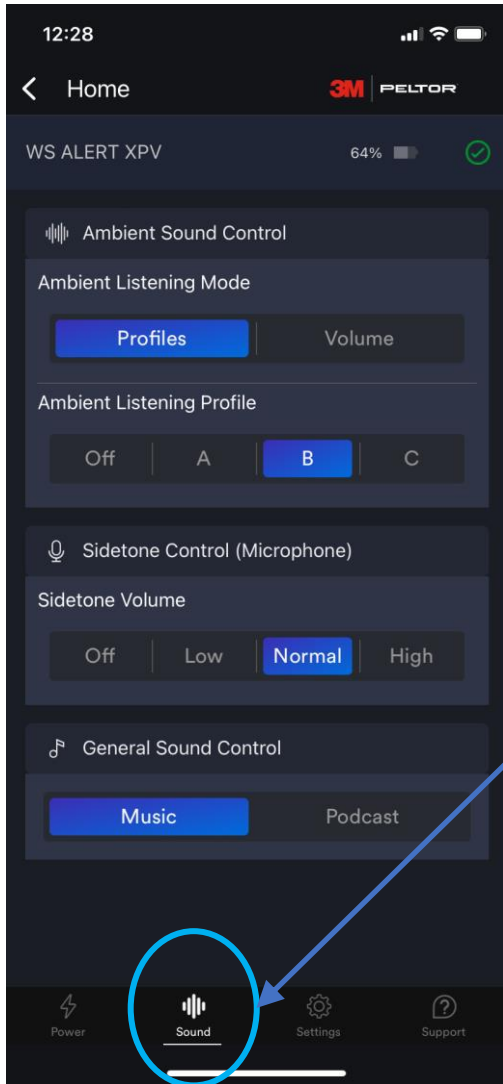 12:28
Home
3M PELTOR
WS ALERT XPV 64%
Ambient Sound Control
Ambient Listening Mode
Profiles Volume
Ambient Listening Profile
Off A B C
Sidetone Control (Microphone)
Sidetone Volume
Off Low Normal High
General Sound Control
Music Podcast
Power Sound Settings Support